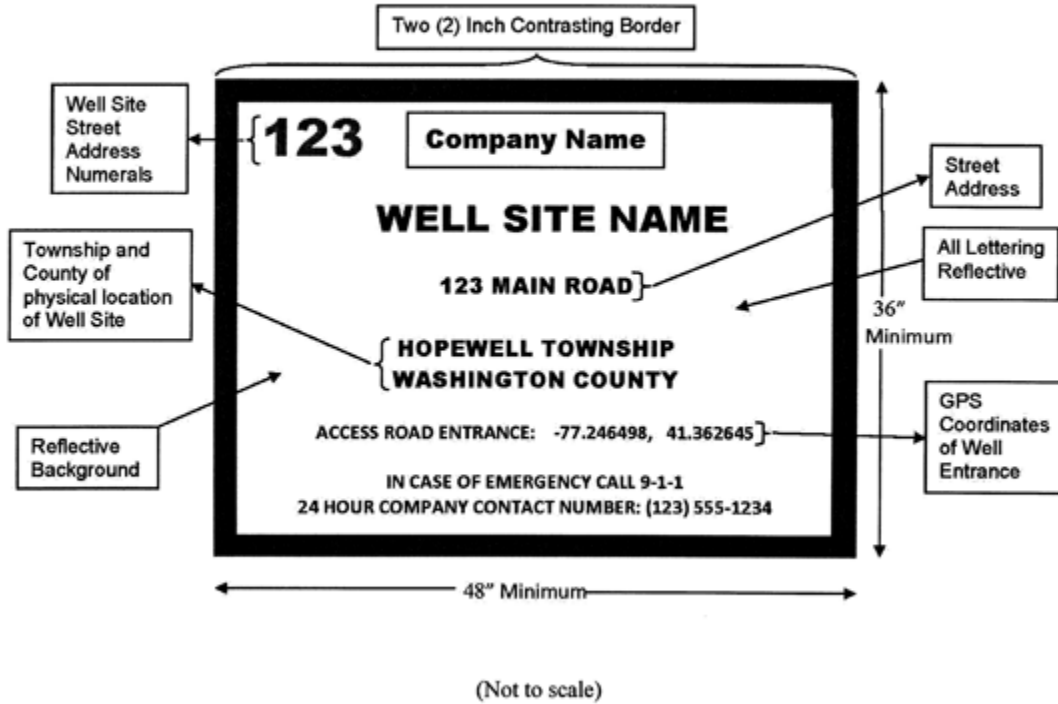 Two (2) Inch Contrasting Border
Well Site
Street
Address
Numerals
123
Company Name
Street
Address
WELL SITE NAME
Township and
County of
physical location
of Well Site
All Lettering
Reflective
123 MAIN ROAD
36"
Minimum
HOPEWELL TOWNSHIP
WASHINGTON COUNTY
Reflective
Background
ACCESS ROAD ENTRANCE: -77.246498, 41.362645
GPS
Coordinates
of Well
Entrance
IN CASE OF EMERGENCY CALL 9-1-1
24 HOUR COMPANY CONTACT NUMBER: (123) 555-1234
48" Minimum
(Not to scale)